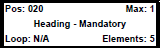 Pos: 020 Max: 1
Heading - Mandatory
Loop: N/A Elements: 5